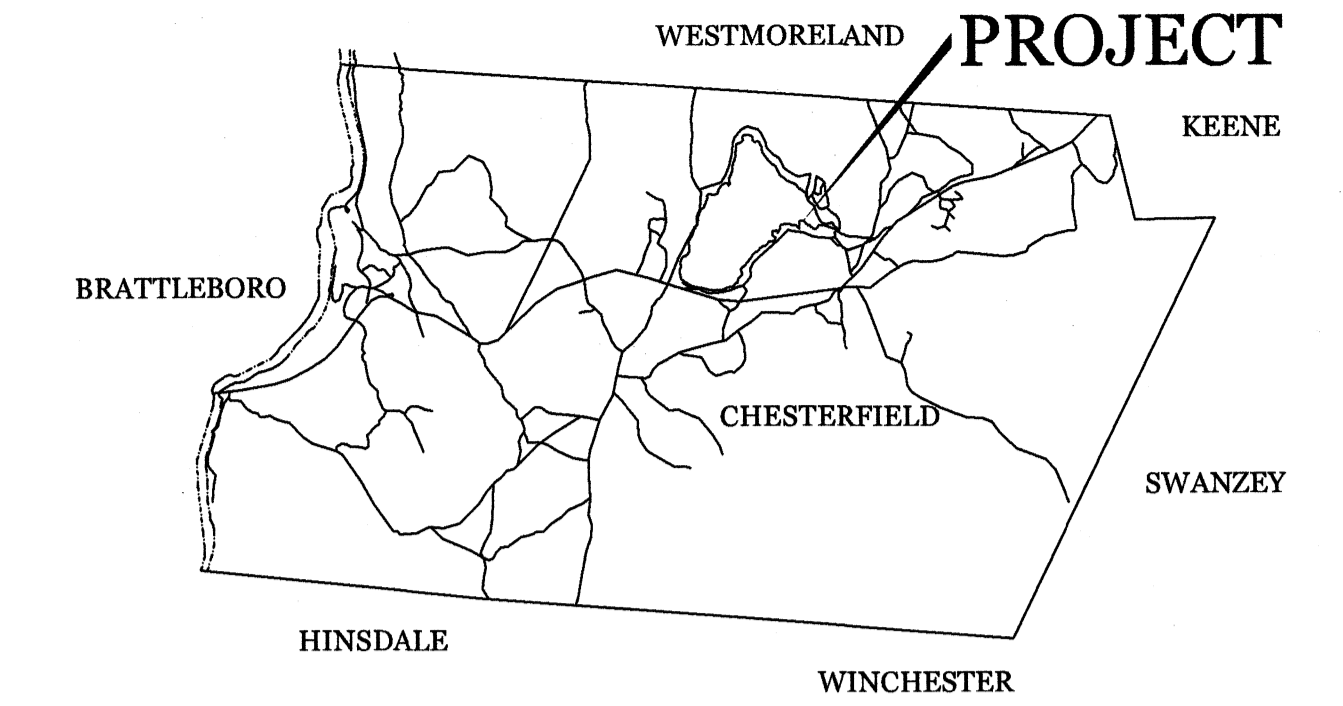 WESTMORELAND
PROJECT
KEENE
BRATTLEBORO
CHESTERFIELD
SWANZEY
HINSDALE
WINCHESTER